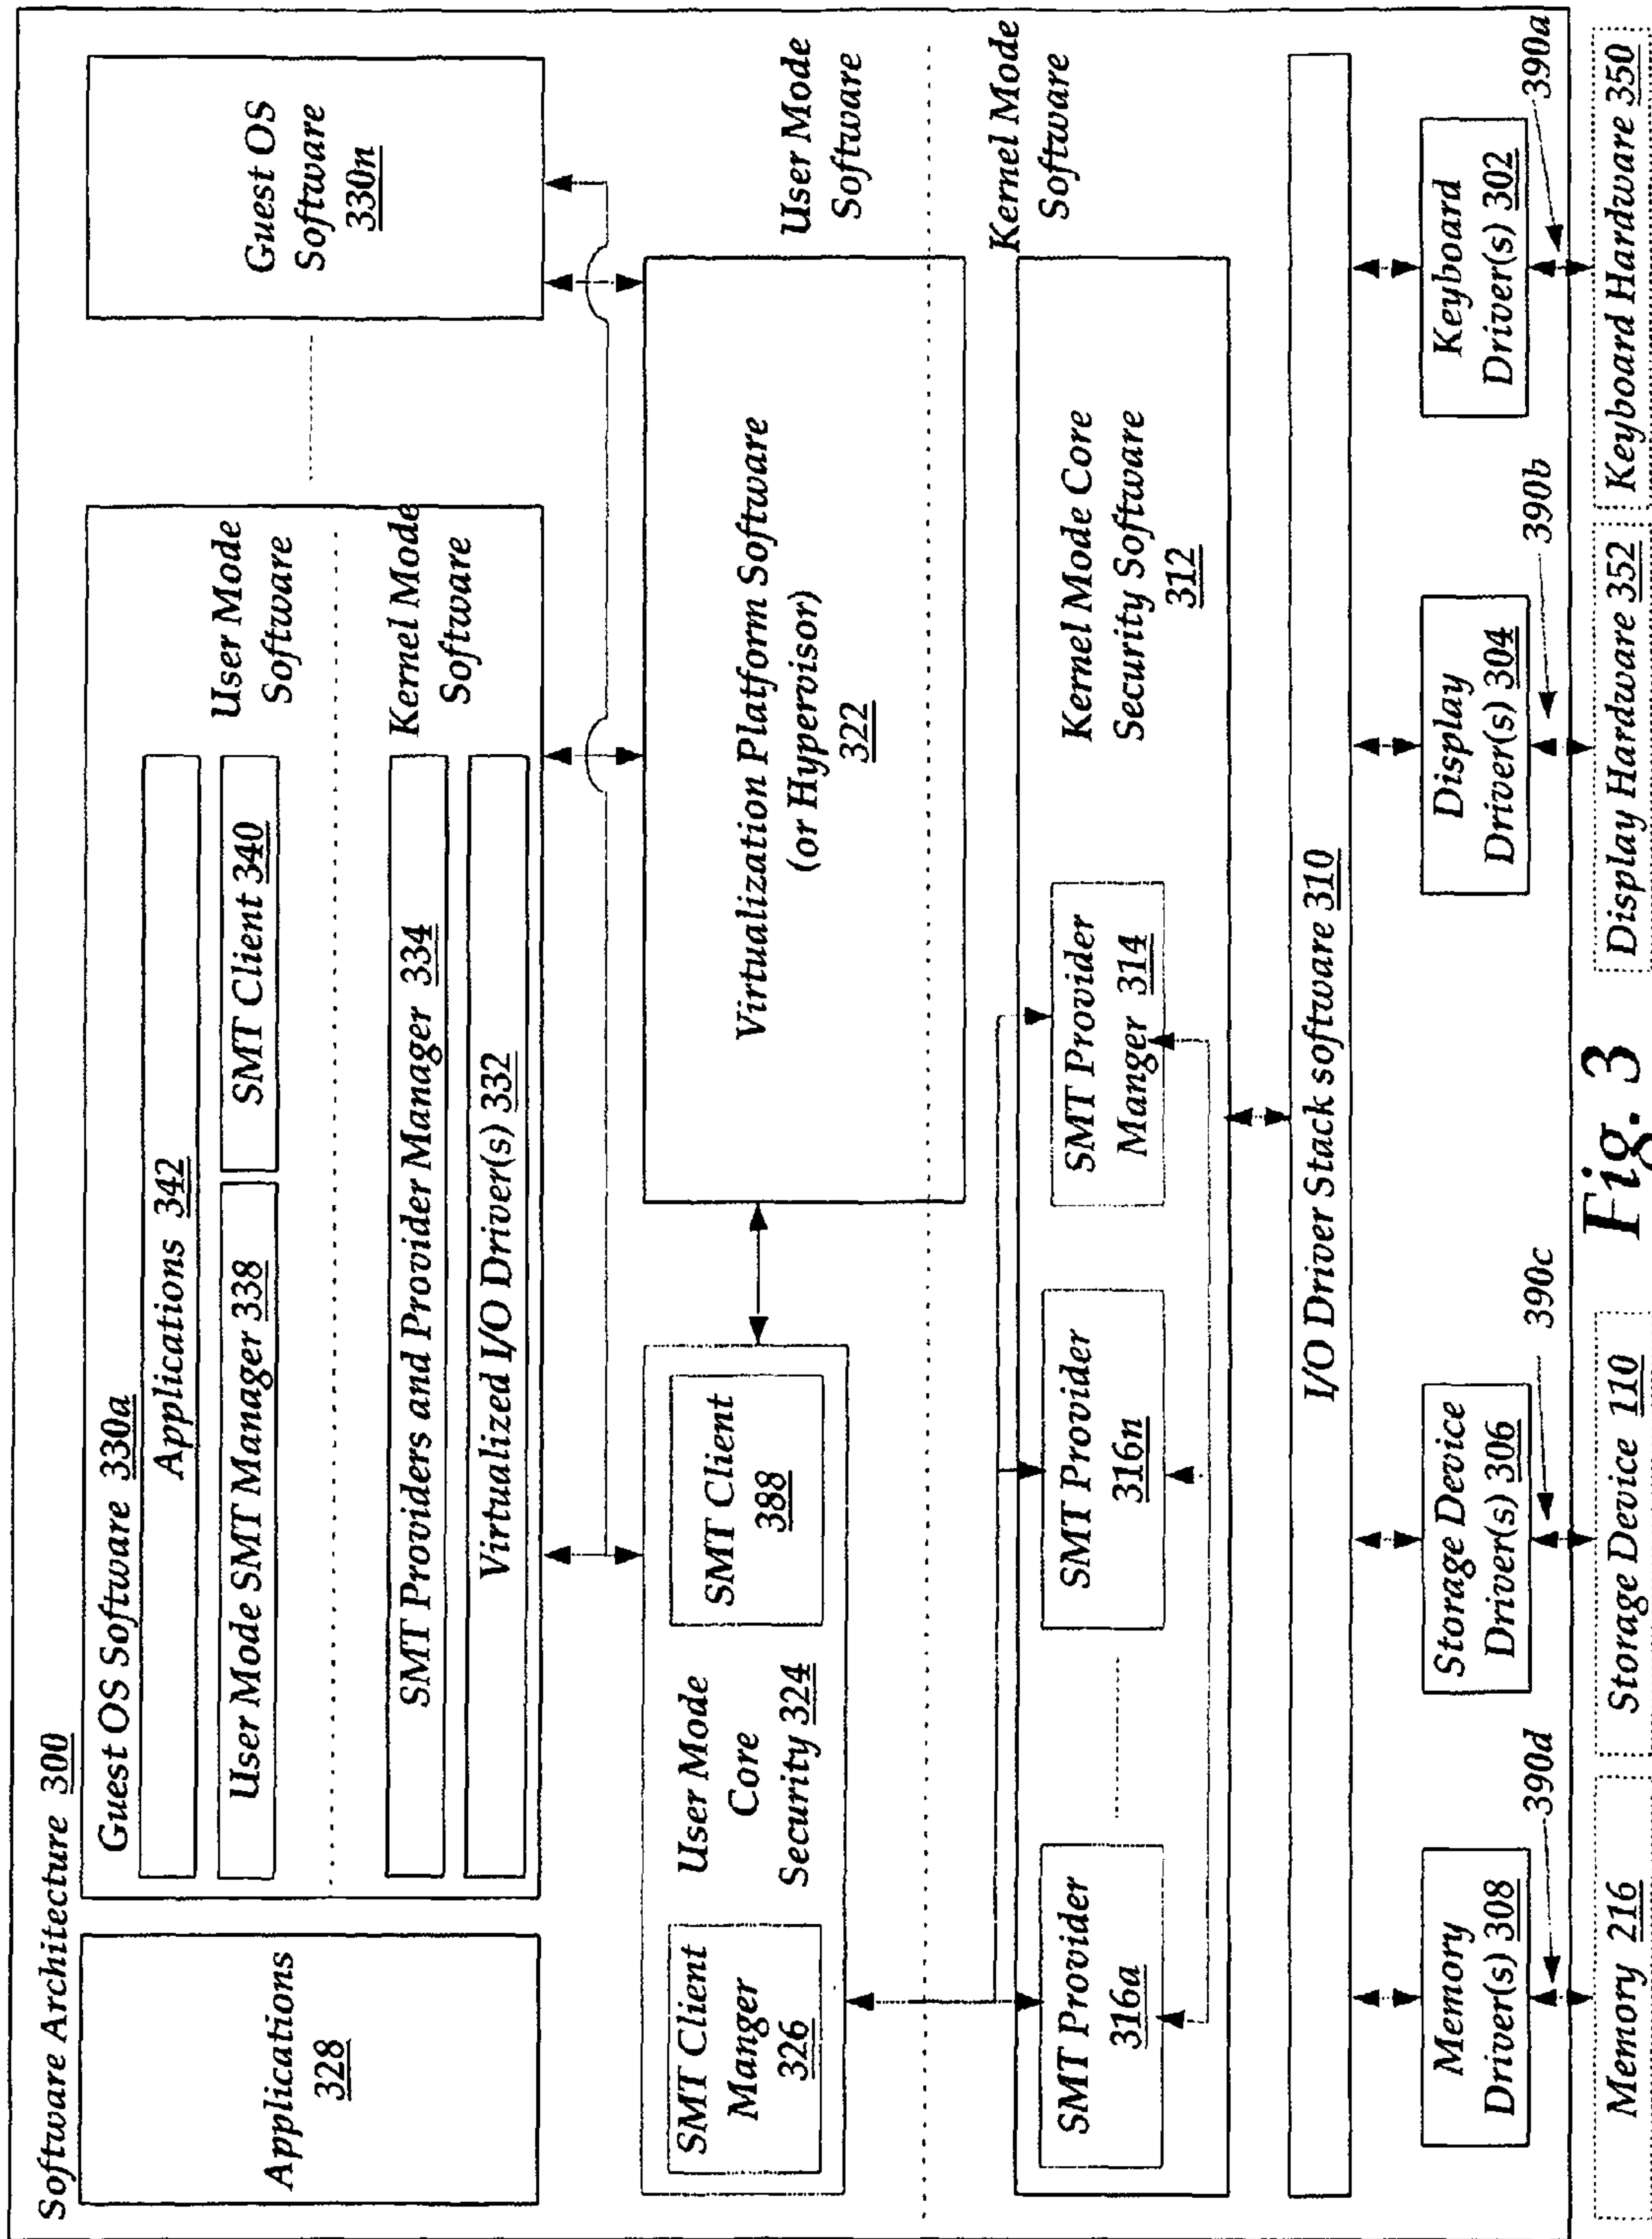 Software Architecture 300
Applications
328
Guest OS Software 330a
Applications 342
User Mode SMT Manager 338
SMT Client 340
User Mode
Software
Kernel Mode
Software
SMT Providers and Provider Manager 334
Virtualized I/O Driver(s) 332
Guest OS
Software
330n
SMT Client
Manger
326
User Mode
Core
Security 324
SMT Client
388
Virtualization Platform Software
(or Hypervisor)
322
User Mode
Software
Kernel Mode
Software
SMT Provider
316a
SMT Provider
316n
SMT Provider
Manger 314
Kernel Mode Core
Security Software
312
I/O Driver Stack software 310
Memory
Driver(s) 308
Storage Device
Driver(s) 306
Display
Driver(s) 304
Keyboard
Driver(s) 302
390d
390c
390b
390a
Memory 216
Storage Device 110
Display Hardware 352
Keyboard Hardware 350
Fig. 3